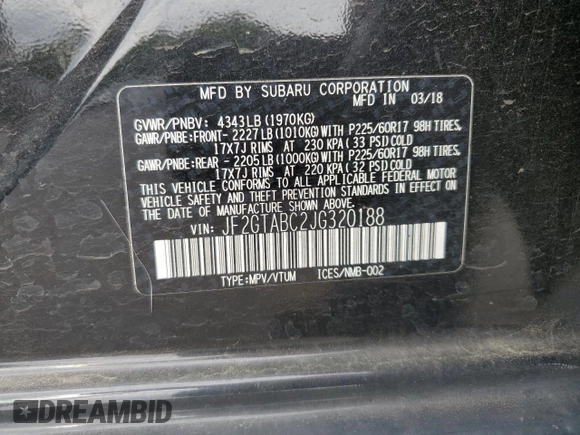 MFD BY SUBARU CORPORATION
MFD IN 03/18
GVWR/PNBV: 4343LB (1970KG)
GAWR/PNBE:FRONT- 2227LB (1010KG) WITH P225/60R17 98H TIRES,
17X7J RIMS AT 230 KPA (33 PSI) COLD
GAWR/PNBE:REAR - 2205LB (1000KG) WITH P225/60R17 98H TIRES,
17X7J RIMS AT 220 KPA (32 PSI) COLD
THIS VEHICLE CONFORMS TO ALL APPLICABLE FEDERAL MOTOR
VEHICLE SAFETY AND THEFT PREVENTION STANDARDS IN EFFECT
ON THE DATE OF MANUFACTURE SHOWN ABOVE.
VIN: JF2GTABC2JG320188
TYPE:MPV/VTUM ICES/NMB-002
DREAMBID